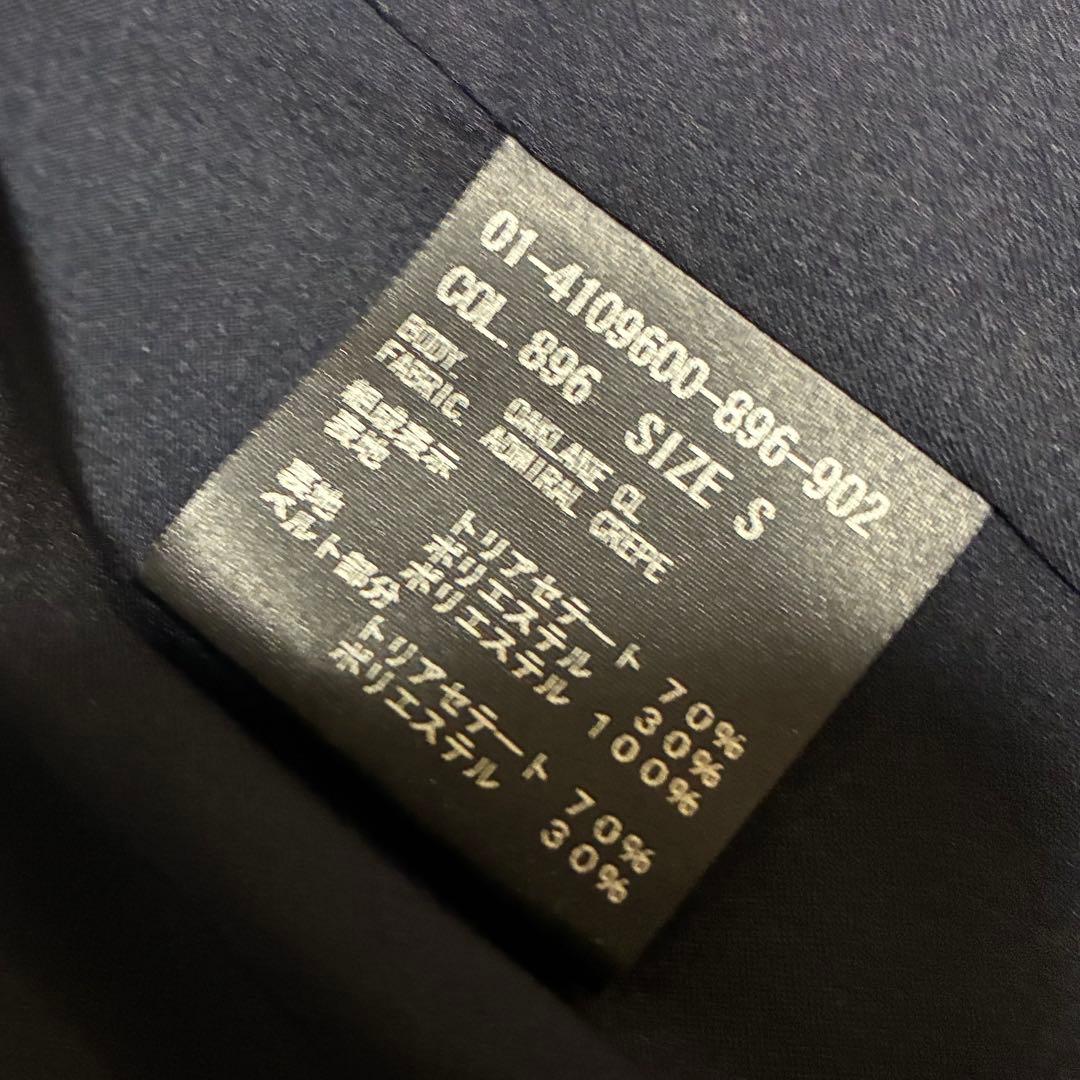 01-4109600-896-902
COL. 896 SIZE S
BODY. OAKLANE CL
FABRIC. ADMIRAL CREPE
組成表示
表地 トリアセテート 70%
ポリエステル 30%
裏地 ポリエステル 100%
ベルト部分
トリアセテート 70%
ポリエステル 30%